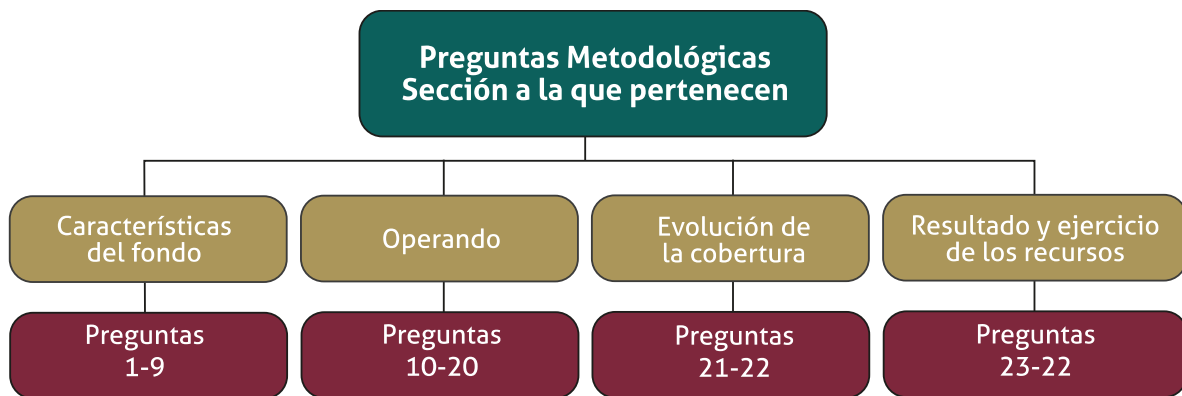 Preguntas Metodológicas
Sección a la que pertenecen
Características
del fondo
Operando
Evolución de
la cobertura
Resultado y ejercicio
de los recursos
Preguntas
1-9
Preguntas
10-20
Preguntas
21-22
Preguntas
23-22